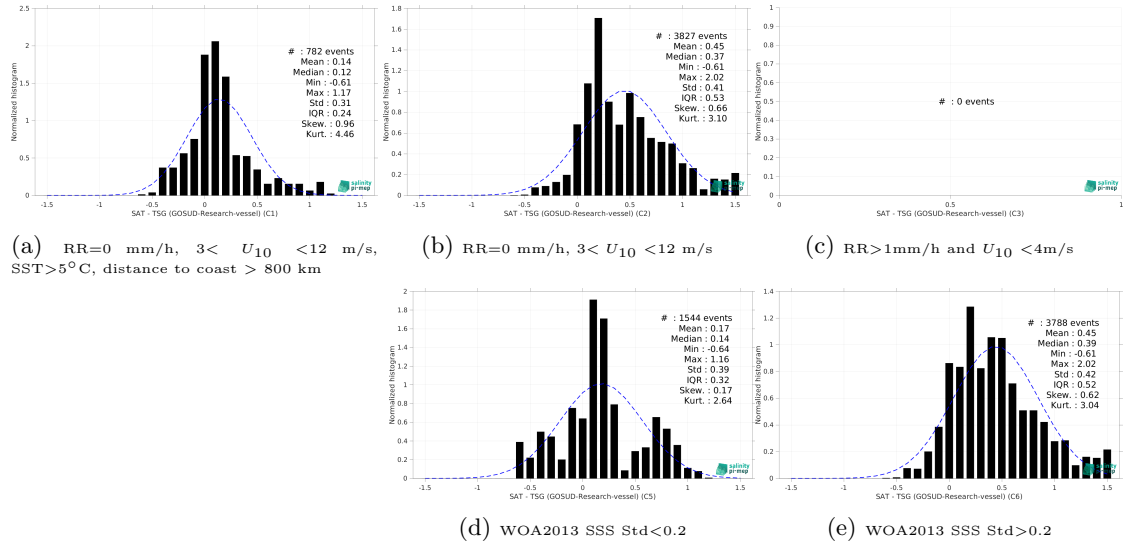 2.5
2
1.5
1
0.5
0
Normalized histogram
# : 782 events
Mean : 0.14
Median : 0.12
Min : -0.61
Max : 1.17
Std : 0.31
IQR : 0.24
Skew. : 0.96
Kurt. : 4.46
salinity
pi-mep
-1.5 -1 -0.5 0 0.5 1 1.5
SAT - TSG (GOSUD-Research-vessel) (C1)
(a) RR=0 mm/h, 3< U10 <12 m/s,
SST>5°C, distance to coast > 800 km
1.8
1.6
1.4
1.2
1
0.8
0.6
0.4
0.2
0
Normalized histogram
# : 3827 events
Mean : 0.45
Median : 0.37
Min : -0.61
Max : 2.02
Std : 0.41
IQR : 0.53
Skew. : 0.66
Kurt. : 3.10
salinity
pi-mep
-1.5 -1 -0.5 0 0.5 1 1.5
SAT - TSG (GOSUD-Research-vessel) (C2)
(b) RR=0 mm/h, 3< U10 <12 m/s
1
0.9
0.8
0.7
0.6
0.5
0.4
0.3
0.2
0.1
0
Normalized histogram
# : 0 events
salinity
pi-mep
0 0.5 1
SAT - TSG (GOSUD-Research-vessel) (C3)
(c) RR>1mm/h and U10 <4m/s
2
1.8
1.6
1.4
1.2
1
0.8
0.6
0.4
0.2
0
Normalized histogram
# : 1544 events
Mean : 0.17
Median : 0.14
Min : -0.64
Max : 1.16
Std : 0.39
IQR : 0.32
Skew. : 0.17
Kurt. : 2.64
salinity
pi-mep
-1.5 -1 -0.5 0 0.5 1 1.5
SAT - TSG (GOSUD-Research-vessel) (C5)
(d) WOA2013 SSS Std<0.2
1.4
1.2
1
0.8
0.6
0.4
0.2
0
Normalized histogram
# : 3788 events
Mean : 0.45
Median : 0.39
Min : -0.61
Max : 2.02
Std : 0.42
IQR : 0.52
Skew. : 0.62
Kurt. : 3.04
salinity
pi-mep
-1.5 -1 -0.5 0 0.5 1 1.5
SAT - TSG (GOSUD-Research-vessel) (C6)
(e) WOA2013 SSS Std>0.2